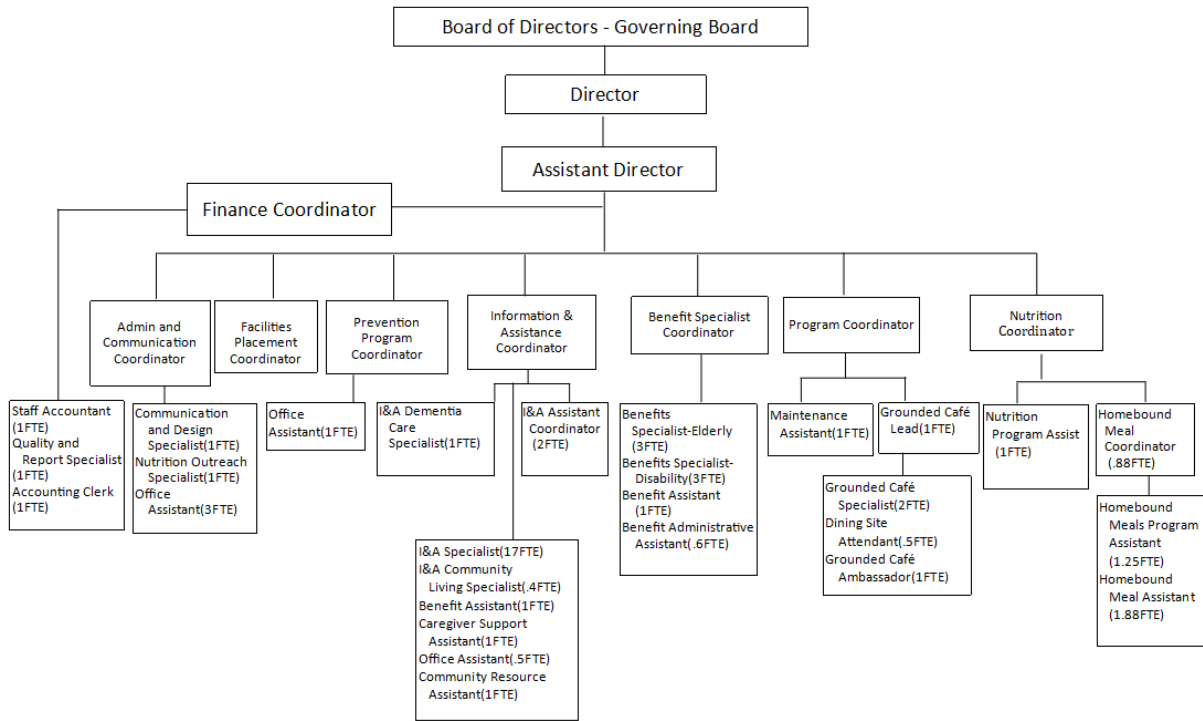 Board of Directors - Governing Board
Director
Assistant Director
Finance Coordinator
Admin and
Communication
Coordinator
Facilities
Placement
Coordinator
Prevention
Program
Coordinator
Information &
Assistance
Coordinator
Benefit Specialist
Coordinator
Program Coordinator
Nutrition
Coordinator
Staff Accountant
(1FTE)
Quality and
Report Specialist
(1FTE)
Accounting Clerk
(1FTE)
Communication
and Design
Specialist(1FTE)
Nutrition Outreach
Specialist(1FTE)
Office
Assistant(3FTE)
Office
Assistant(1FTE)
I&A Dementia
Care
Specialist(1FTE)
I&A Assistant
Coordinator
(2FTE)
Benefits
Specialist-Elderly
(3FTE)
Benefits Specialist-
Disability(3FTE)
Benefit Assistant
(1FTE)
Benefit Administrative
Assistant(.6FTE)
Maintenance
Assistant(1FTE)
Grounded Café
Lead(1FTE)
Nutrition
Program Assist
(1FTE)
Homebound
Meal
Coordinator
(.88FTE)
I&A Specialist(17FTE)
I&A Community
Living Specialist(.4FTE)
Benefit Assistant(1FTE)
Caregiver Support
Assistant(1FTE)
Office Assistant(.5FTE)
Community Resource
Assistant(1FTE)
Grounded Café
Specialist(2FTE)
Dining Site
Attendant(.5FTE)
Grounded Café
Ambassador(1FTE)
Homebound
Meals Program
Assistant
(1.25FTE)
Homebound
Meal Assistant
(1.88FTE)